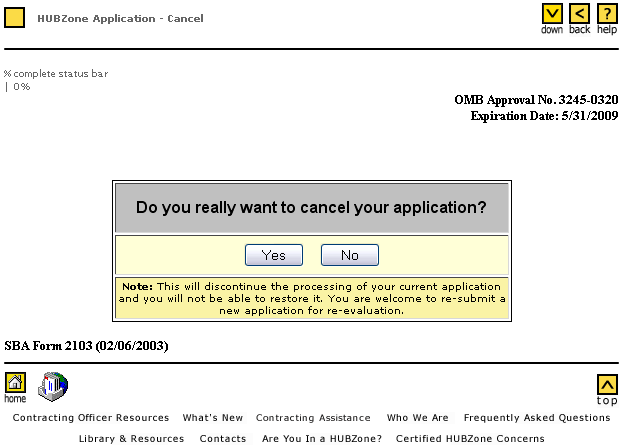 HUBZone Application - Cancel
down back help
% complete status bar
| 0%
OMB Approval No. 3245-0320
Expiration Date: 5/31/2009
Do you really want to cancel your application?
Yes No
Note: This will discontinue the processing of your current application
and you will not be able to restore it. You are welcome to re-submit a
new application for re-evaluation.
SBA Form 2103 (02/06/2003)
home
top
Contracting Officer Resources What's New Contracting Assistance Who We Are Frequently Asked Questions
Library & Resources Contacts Are You In a HUBZone? Certified HUBZone Concerns